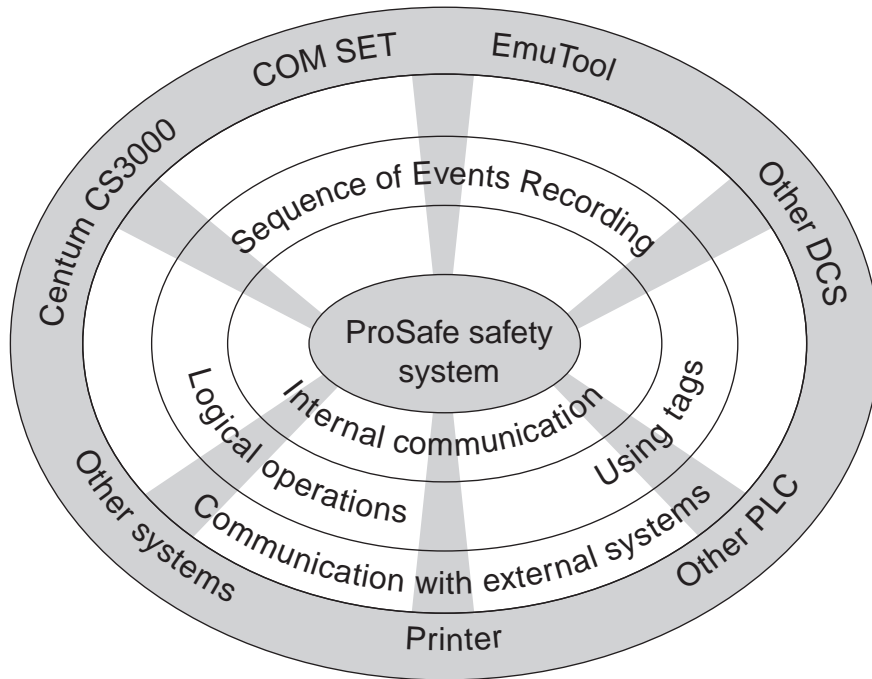 COM SET
EmuTool
Centum CS3000
Other DCS
Sequence of Events Recording
ProSafe safety
system
Internal communication
Logical operations
Using tags
Communication with external systems
Other systems
Other PLC
Printer